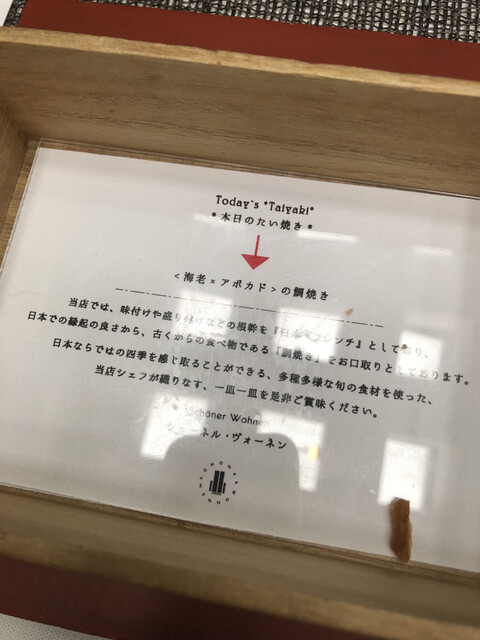 Today's "Taiyaki"
*本日のたい焼き*
<海老×アボカド>の鯛焼き
当店では、味付けや盛り付けなどの根幹を『日本×フレンチ』としており、
日本での縁起の良さから、古くからの食べ物である「鯛焼き」をお口取りとしております。
日本ならではの四季を感じ取ることができる、多種多様な旬の食材を使った、
当店シェフが織りなす、一皿一皿を是非ご賞味ください。
Schöner Wohnen
シェーネル・ヴォーネン